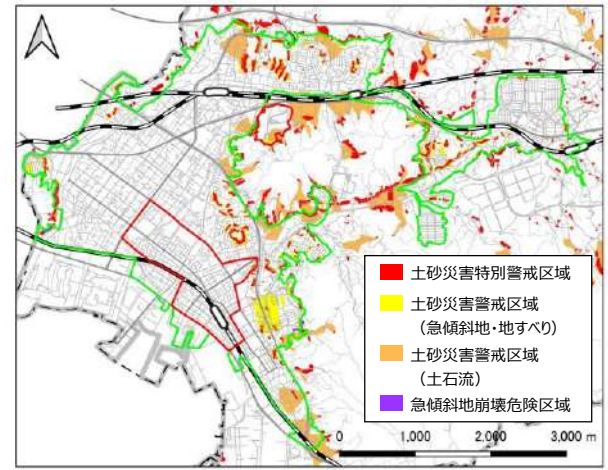 土砂災害特別警戒区域
土砂災害警戒区域
（急傾斜地・地すべり）
土砂災害警戒区域
（土石流）
急傾斜地崩壊危険区域
0 1,000 2,000 3,000 m